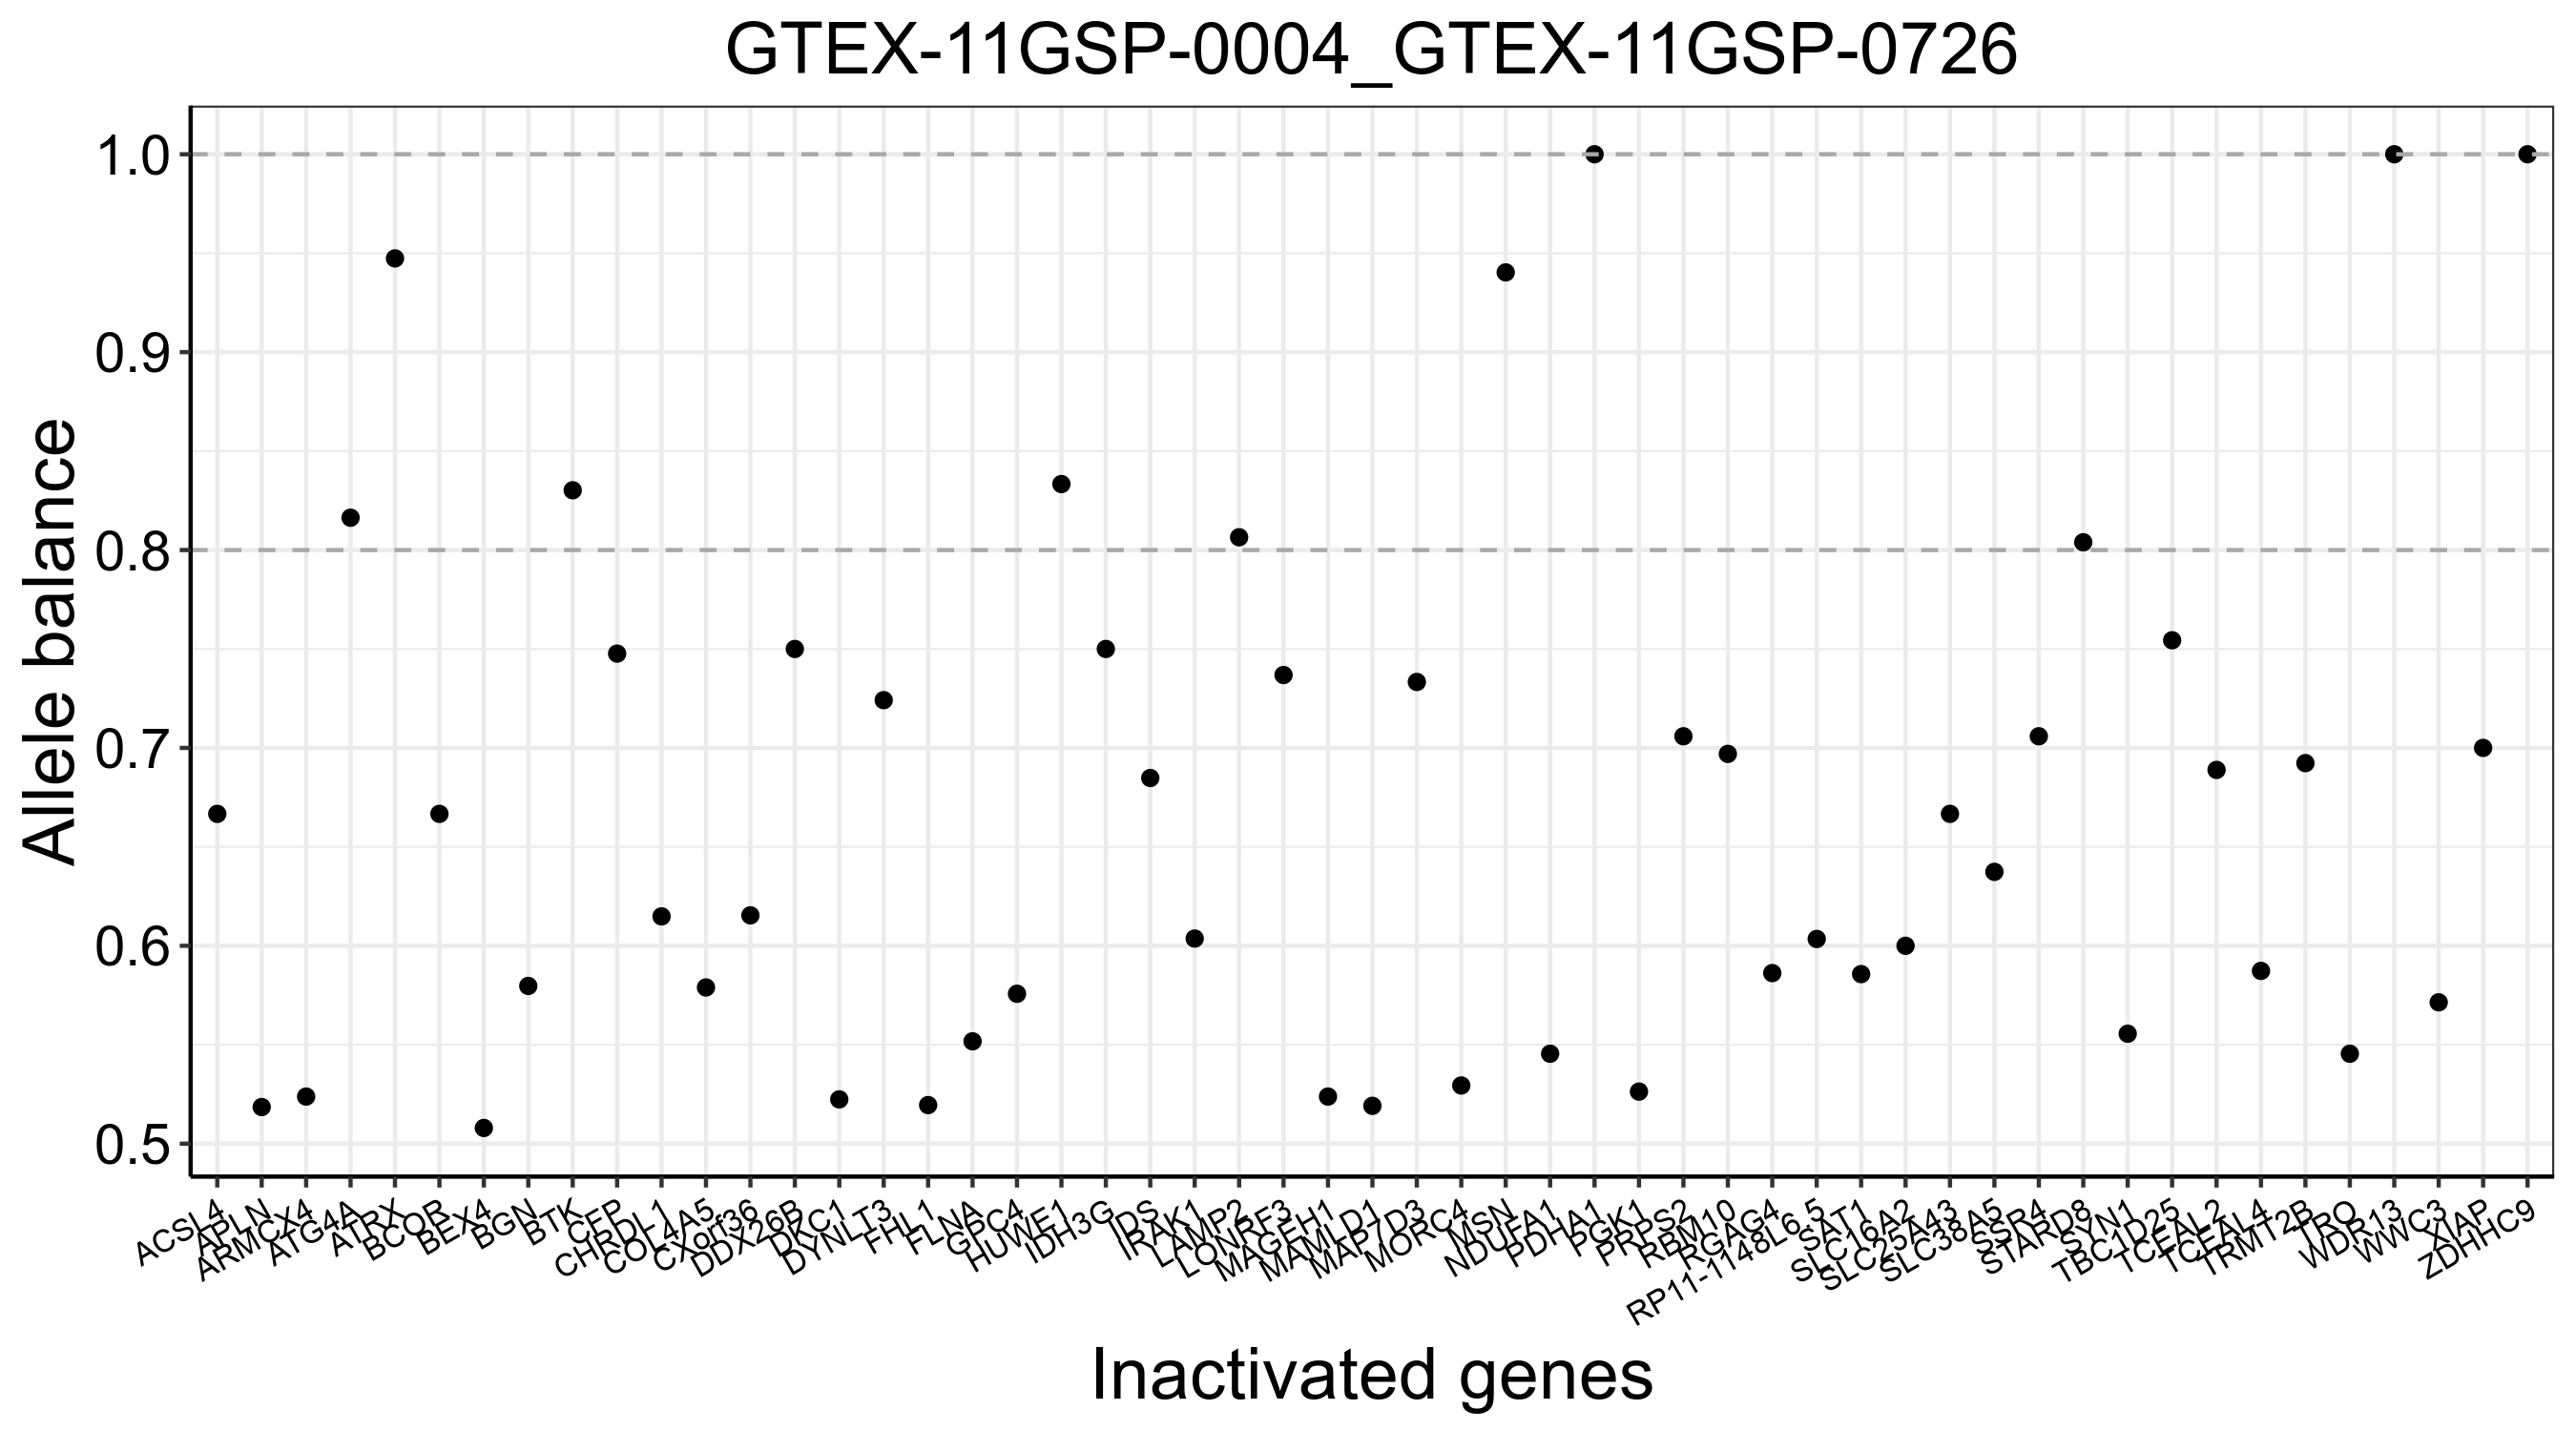 GTEX-11GSP-0004_GTEX-11GSP-0726
Allele balance
1.0
0.9
0.8
0.7
0.6
0.5
ACSL4
APLN
ARMCX4
ATG4A
ATRX
BCOR
BEX4
BGN
BTK
CFP
CHRDL1
COL4A5
CXorf36
DDX26B
DKC1
DYNLT3
FHL1
FLNA
GPC4
HUWE1
IDH3G
IDS
IRAK1
LAMP2
LONRF3
MAGEH1
MAMLD1
MAP7D3
MORC4
MSN
NDUFA1
PDHA1
PGK1
PRPS2
RBM10
RGAG4
RP11-1148L6.5
SAT1
SLC16A2
SLC25A43
SLC38A5
SSR4
STARD8
SYN1
TBC1D25
TCEAL2
TCEAL4
TRMT2B
TRO
WDR13
WWC3
XIAP
ZDHHC9
Inactivated genes